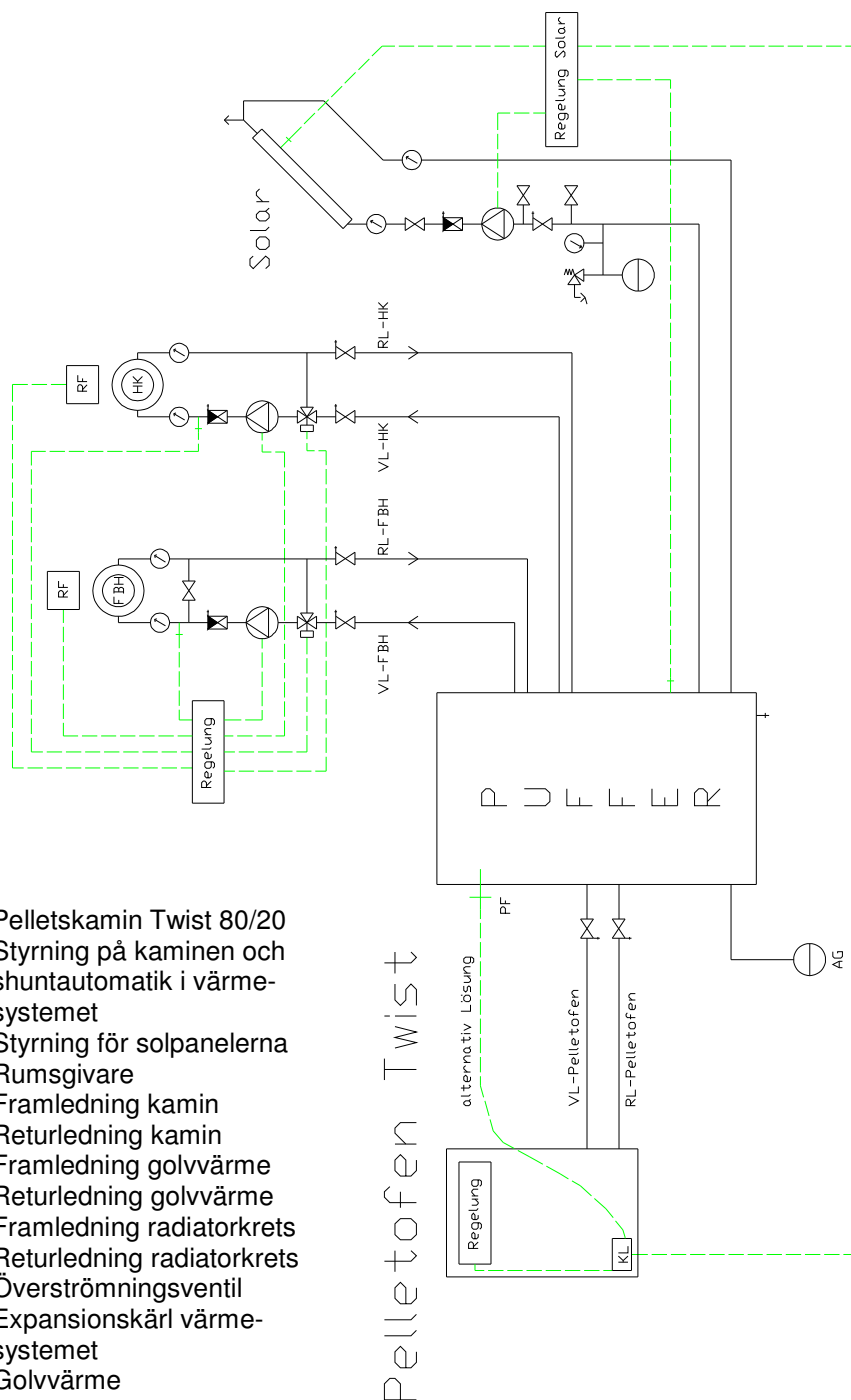 Solar
Regelung Solar
RF
HK
RL-HK
VL-HK
RF
FBH
RL-FBH
VL-FBH
Regelung
PUFFER
PF
AG
alternativ Lösung
VL-Pelletofen
RL-Pelletofen
Regelung
KL
Pelletofen Twist
Pelletskamin Twist 80/20
Styrning på kaminen och
shuntautomatik i värme-
systemet
Styrning för solpanelerna
Rumsgivare
Framledning kamin
Returledning kamin
Framledning golvvärme
Returledning golvvärme
Framledning radiatorkrets
Returledning radiatorkrets
Överströmningsventil
Expansionskärl värme-
systemet
Golvvärme